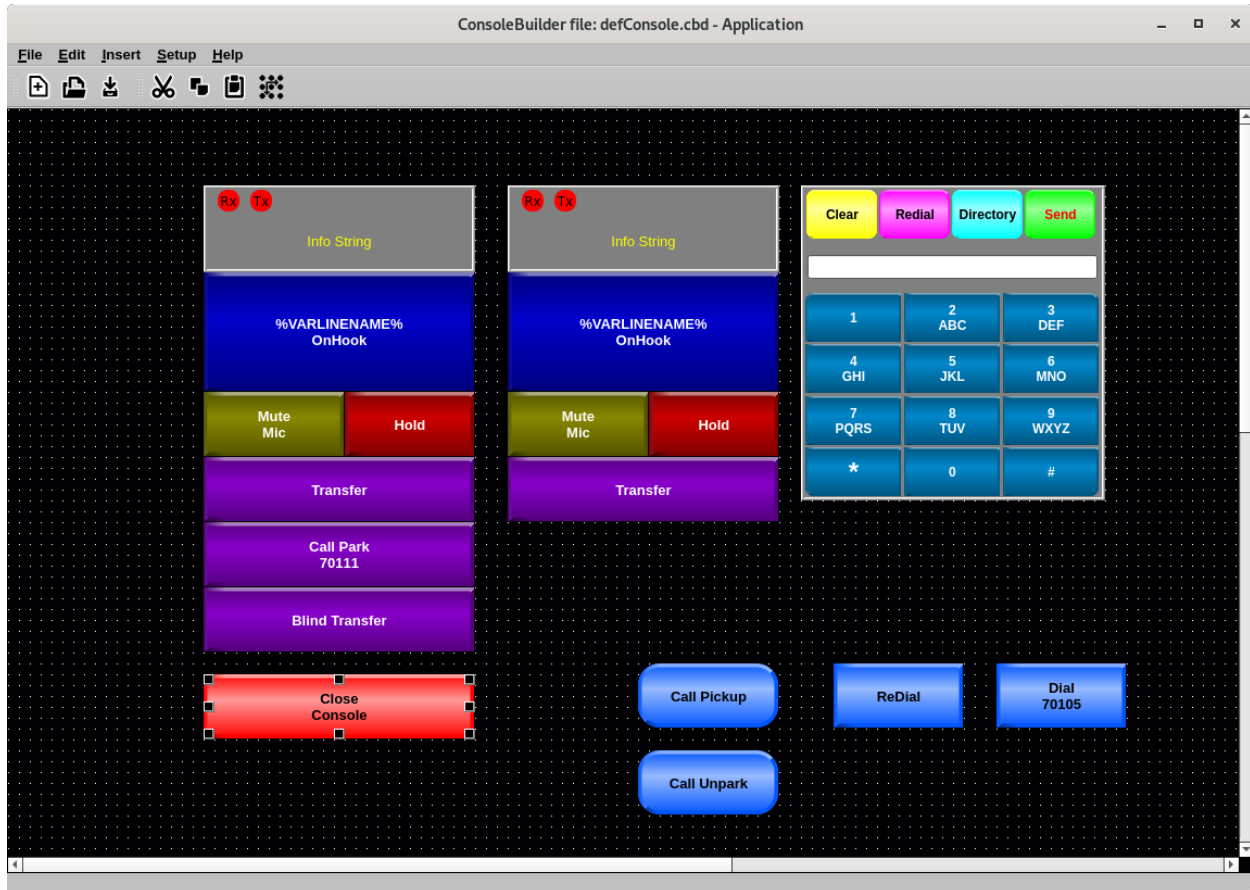 ConsoleBuilder file: defConsole.cbd - Application
File Edit Insert Setup Help
Rx Tx
Info String
%VARLINENAME%
OnHook
Mute
Mic
Hold
Transfer
Call Park
70111
Blind Transfer
Close
Console
Rx Tx
Info String
%VARLINENAME%
OnHook
Mute
Mic
Hold
Transfer
Clear Redial Directory Send
1
2
ABC
3
DEF
4
GHI
5
JKL
6
MNO
7
PQRS
8
TUV
9
WXYZ
*
0
#
Call Pickup
ReDial
Dial
70105
Call Unpark